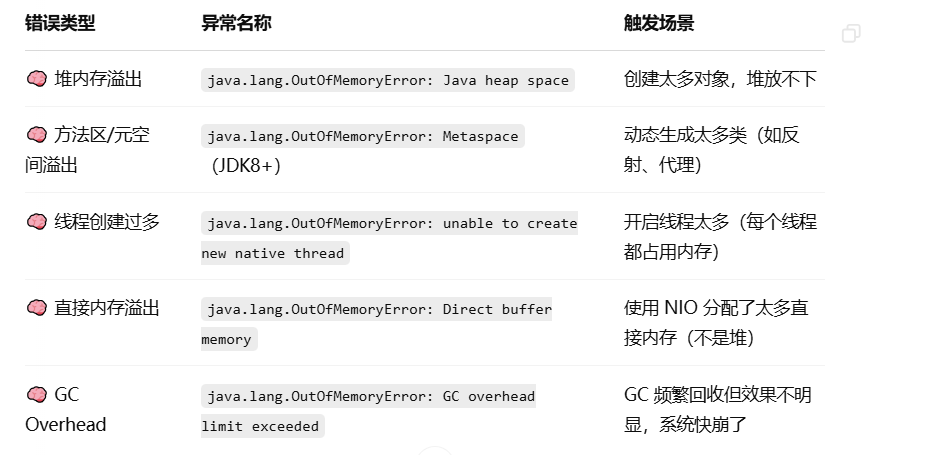 错误类型 异常名称 触发场景
🧠 堆内存溢出 java.lang.OutOfMemoryError: Java heap space 创建太多对象，堆放不下
🧠 方法区/元空 java.lang.OutOfMemoryError: Metaspace 动态生成太多类（如反
间溢出 （JDK8+） 射、代理）
🧠 线程创建过多 java.lang.OutOfMemoryError: unable to create 开启线程太多（每个线程
new native thread 都占用内存）
🧠 直接内存溢出 java.lang.OutOfMemoryError: Direct buffer 使用 NIO 分配了太多直
memory 接内存（不是堆）
🧠 GC java.lang.OutOfMemoryError: GC overhead GC 频繁回收但效果不明
Overhead limit exceeded 显，系统快崩了